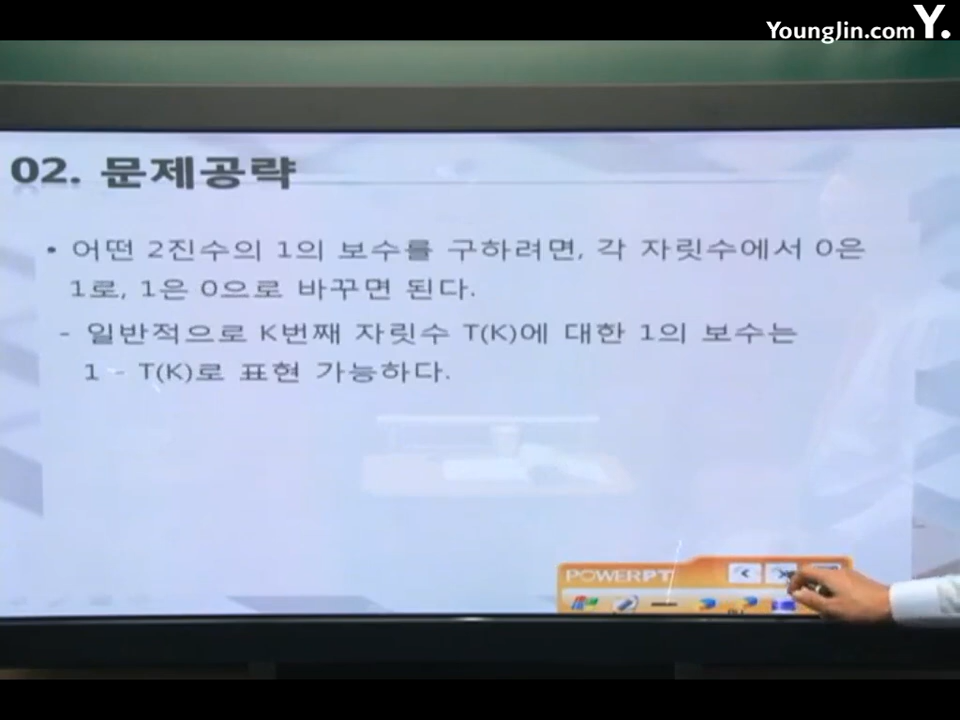 YoungJin.com Y.
02. 문제공략
• 어떤 2진수의 1의 보수를 구하려면, 각 자릿수에서 0은
1로, 1은 0으로 바꾸면 된다.
- 일반적으로 K번째 자릿수 T(K)에 대한 1의 보수는
1 - T(K)로 표현 가능하다.
POWERPT